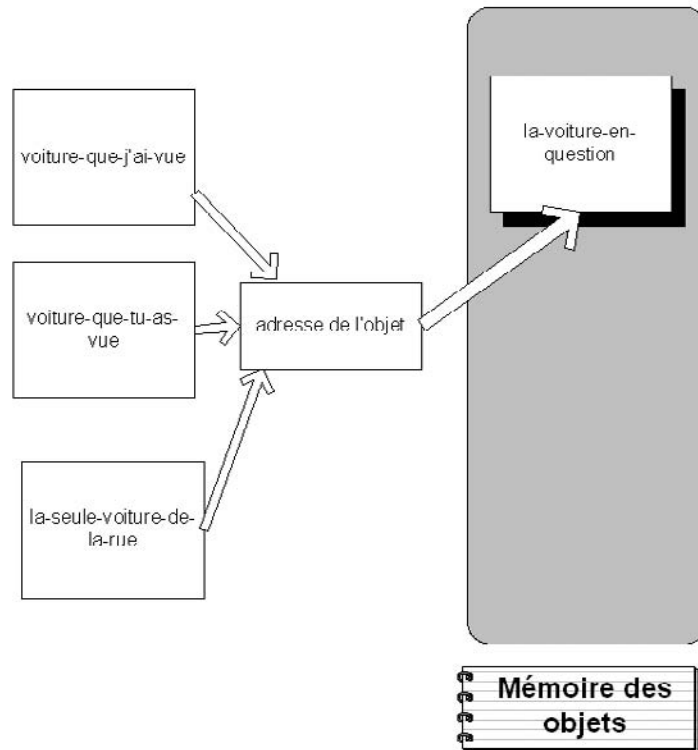 voiture-que-j'ai-vue
voiture-que-tu-as-
vue
la-seule-voiture-de-
la-rue
adresse de l'objet
la-voiture-en-
question
Mémoire des
objets